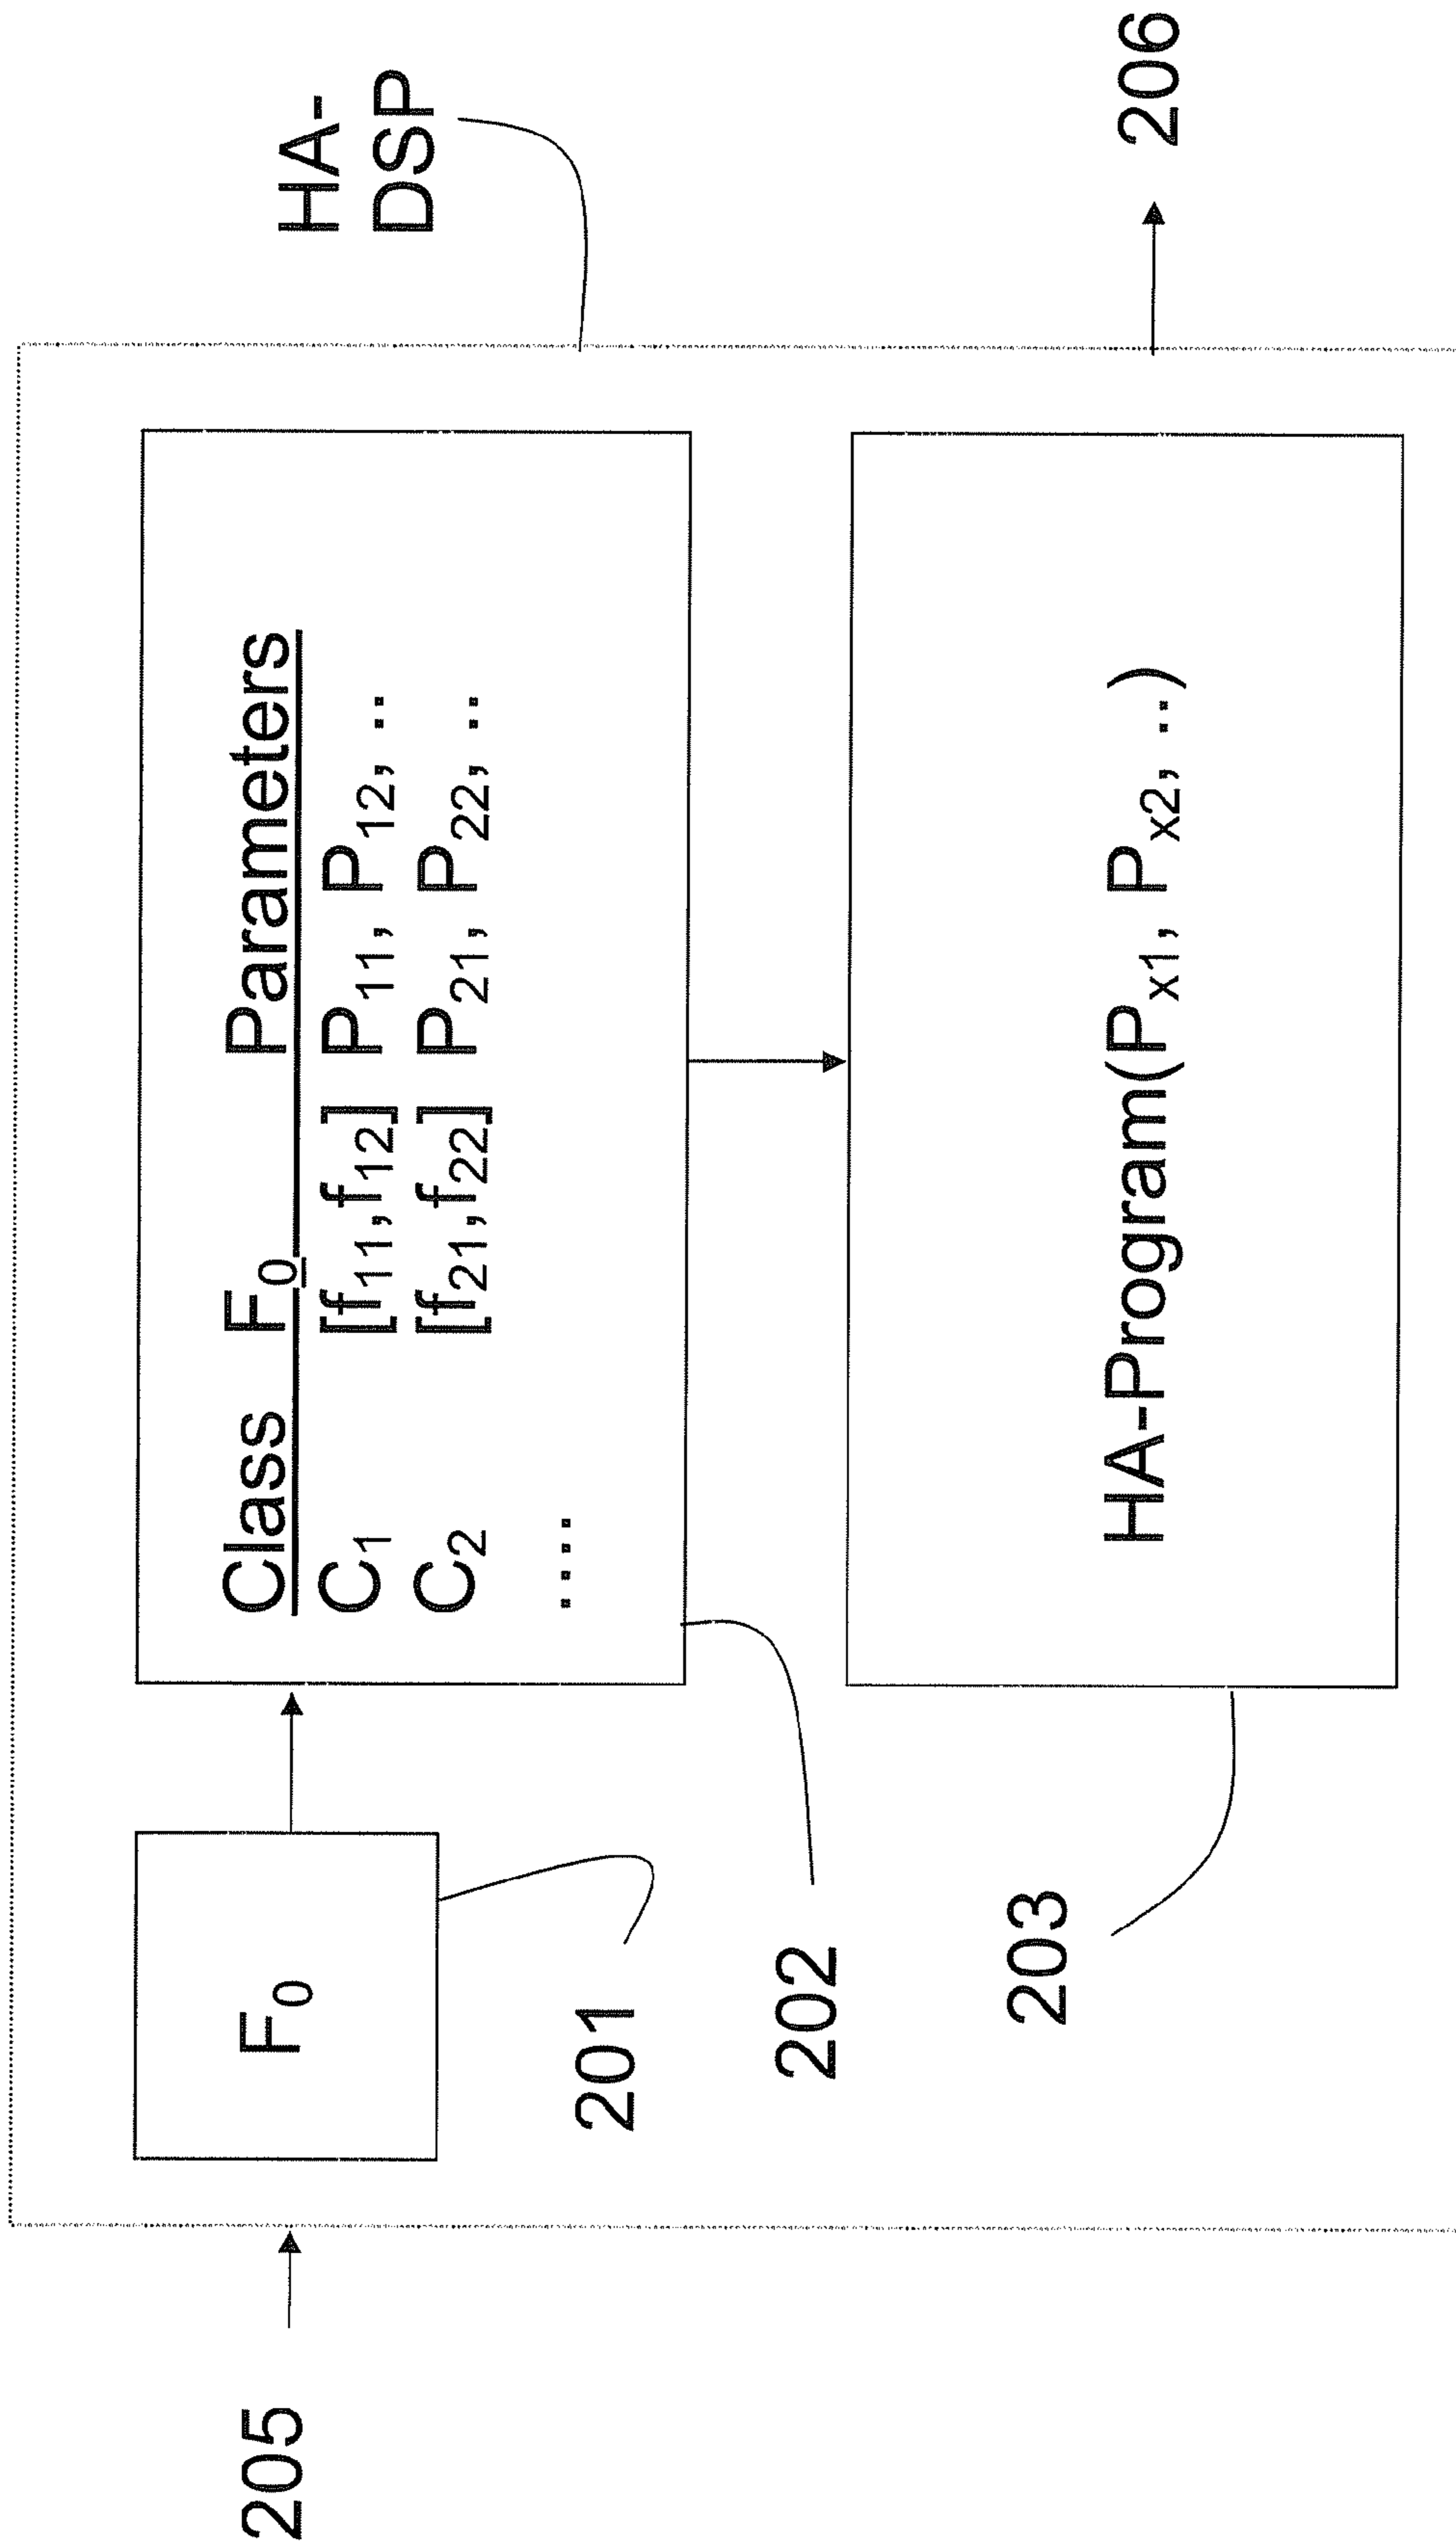 HA-
DSP
205
F₀
201
Class F₀ Parameters
C₁ [f₁₁,f₁₂] P₁₁, P₁₂, ..
C₂ [f₂₁,f₂₂] P₂₁, P₂₂, ..
....
202
203
HA-Program(Pₓ₁, Pₓ₂, ..)
206